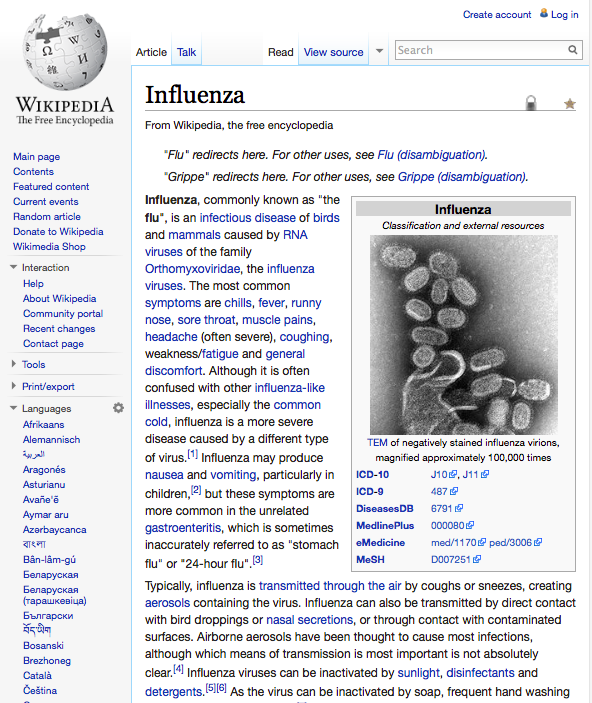 Create account Log in
WIKIPEDIA
The Free Encyclopedia
Article Talk Read View source Search
Main page
Contents
Featured content
Current events
Random article
Donate to Wikipedia
Wikimedia Shop
Interaction
Help
About Wikipedia
Community portal
Recent changes
Contact page
Tools
Print/export
Languages
Afrikaans
Alemannisch
العربية
Aragonés
Asturianu
Avañe'ẽ
Aymar aru
Azərbaycanca
বাংলা
Bân-lâm-gú
Беларуская
Беларуская
(тарашкевіца)
Български
བོད་ཡིག
Bosanski
Brezhoneg
Català
Čeština
Influenza
From Wikipedia, the free encyclopedia
"Flu" redirects here. For other uses, see Flu (disambiguation).
"Grippe" redirects here. For other uses, see Grippe (disambiguation).
Influenza, commonly known as "the
flu", is an infectious disease of birds
and mammals caused by RNA
viruses of the family
Orthomyxoviridae, the influenza
viruses. The most common
symptoms are chills, fever, runny
nose, sore throat, muscle pains,
headache (often severe), coughing,
weakness/fatigue and general
discomfort. Although it is often
confused with other influenza-like
illnesses, especially the common
cold, influenza is a more severe
disease caused by a different type
of virus.[1] Influenza may produce
nausea and vomiting, particularly in
children,[2] but these symptoms are
more common in the unrelated
gastroenteritis, which is sometimes
inaccurately referred to as "stomach
flu" or "24-hour flu".[3]
Influenza
Classification and external resources
TEM of negatively stained influenza virions,
magnified approximately 100,000 times
ICD-10 J10, J11
ICD-9 487
DiseasesDB 6791
MedlinePlus 000080
eMedicine med/1170 ped/3006
MeSH D007251
Typically, influenza is transmitted through the air by coughs or sneezes, creating
aerosols containing the virus. Influenza can also be transmitted by direct contact
with bird droppings or nasal secretions, or through contact with contaminated
surfaces. Airborne aerosols have been thought to cause most infections,
although which means of transmission is most important is not absolutely
clear.[4] Influenza viruses can be inactivated by sunlight, disinfectants and
detergents.[5][6] As the virus can be inactivated by soap, frequent hand washing